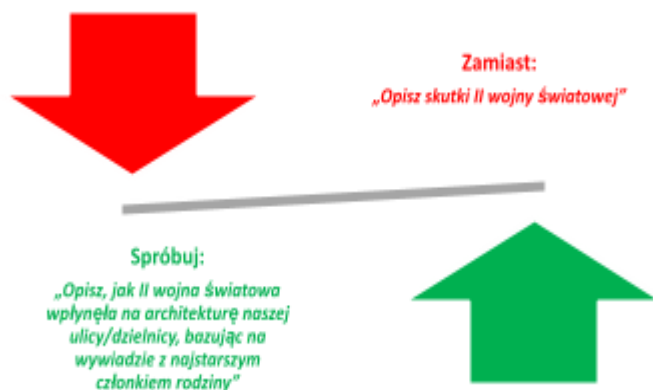 Zamiast:
„Opisz skutki II wojny światowej”
Spróbuj:
„Opisz, jak II wojna światowa
wpłynęła na architekturę naszej
ulicy/dzielnicy, bazując na
wywiadzie z najstarszym
członkiem rodziny”